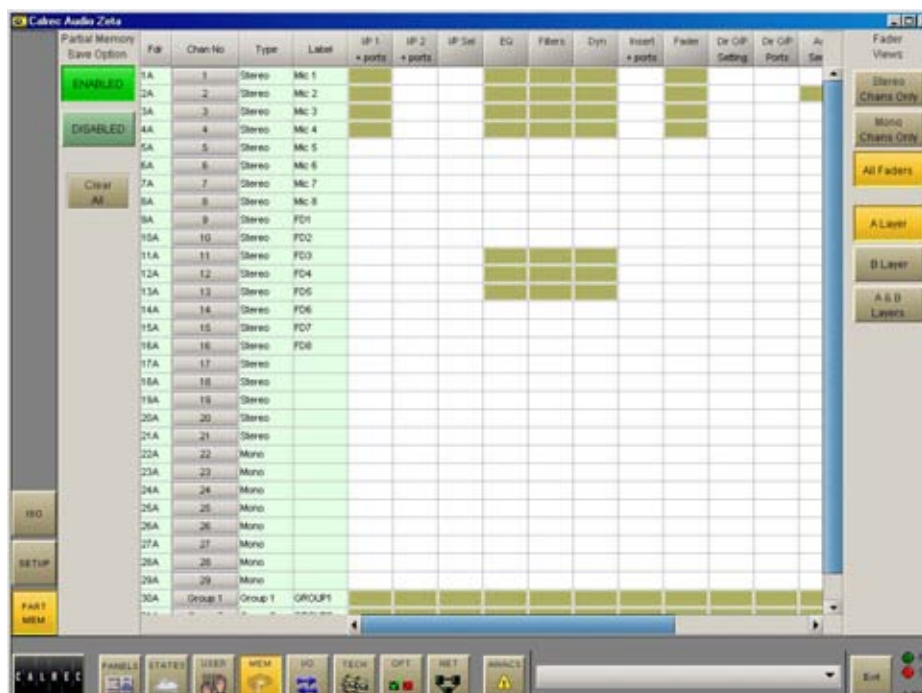 Calrec Audio Zeta
Partial Memory
Save Option
ENABLED
DISABLED
Clear
All
Fdr Chan No Type Label I/P 1 + ports I/P 2 + ports I/P Sel EQ Filters Dyn Insert + ports Fader Dir O/P Setting Dir O/P Ports
1A 1 Stereo Mic 1
2A 2 Stereo Mic 2
3A 3 Stereo Mic 3
4A 4 Stereo Mic 4
5A 5 Stereo Mic 5
6A 6 Stereo Mic 6
7A 7 Stereo Mic 7
8A 8 Stereo Mic 8
9A 9 Stereo FD1
10A 10 Stereo FD2
11A 11 Stereo FD3
12A 12 Stereo FD4
13A 13 Stereo FD5
14A 14 Stereo FD6
15A 15 Stereo FD7
16A 16 Stereo FD8
17A 17 Stereo
18A 18 Stereo
19A 19 Stereo
20A 20 Stereo
21A 21 Stereo
22A 22 Mono
23A 23 Mono
24A 24 Mono
25A 25 Mono
26A 26 Mono
27A 27 Mono
28A 28 Mono
29A 29 Mono
30A Group 1 Group 1 GROUP1
Fader
Views
Stereo
Chans Only
Mono
Chans Only
All Faders
A Layer
B Layer
A & B
Layers
ISO
SETUP
PART
MEM
CALREC
PANELS STATES USER MEM I/O TECH OPT NET AWACS
Exit